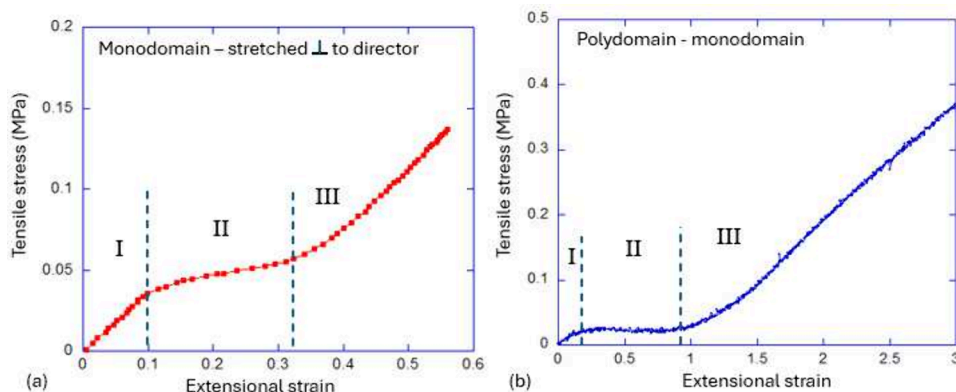 Monodomain – stretched ⊥ to director
Tensile stress (MPa)
0.2
0.15
0.1
0.05
0
I
II
III
0 0.1 0.2 0.3 0.4 0.5 0.6
Extensional strain
(a)
Polydomain - monodomain
Tensile stress (MPa)
0.5
0.4
0.3
0.2
0.1
0
I
II
III
0 0.5 1 1.5 2 2.5 3
Extensional strain
(b)